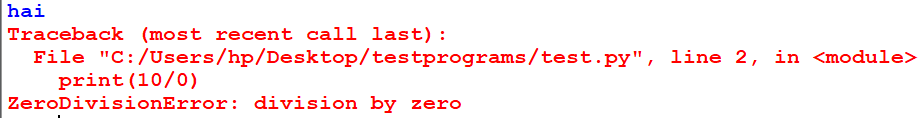 hai
Traceback (most recent call last):
  File "C:/Users/hp/Desktop/testprograms/test.py", line 2, in <module>
    print(10/0)
ZeroDivisionError: division by zero